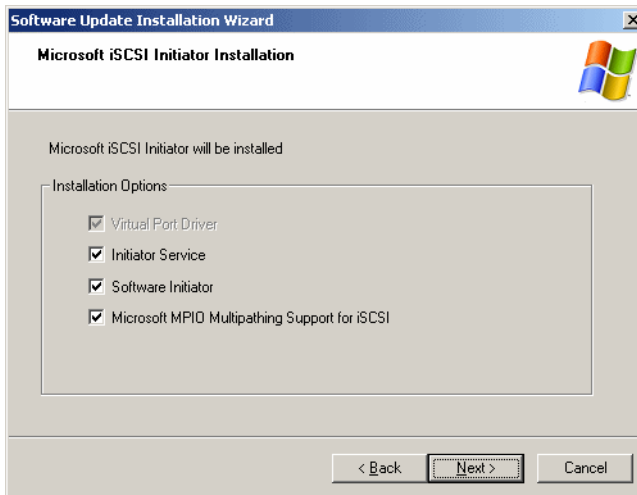 Software Update Installation Wizard
Microsoft iSCSI Initiator Installation
Microsoft iSCSI Initiator will be installed
Installation Options
Virtual Port Driver
Initiator Service
Software Initiator
Microsoft MPIO Multipathing Support for iSCSI
< Back Next > Cancel